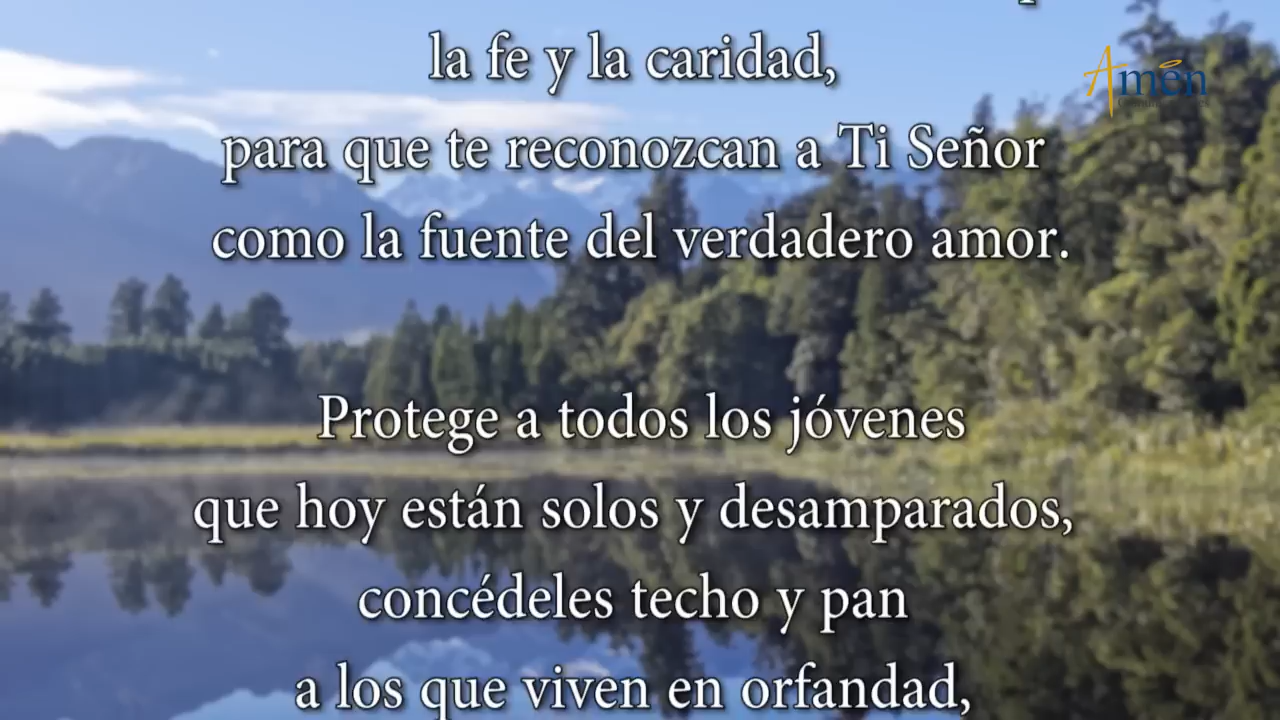 la fe y la caridad,
para que te reconozcan a Ti Señor
como la fuente del verdadero amor.
Protege a todos los jóvenes
que hoy están solos y desamparados,
concédeles techo y pan
a los que viven en orfandad,
Amén